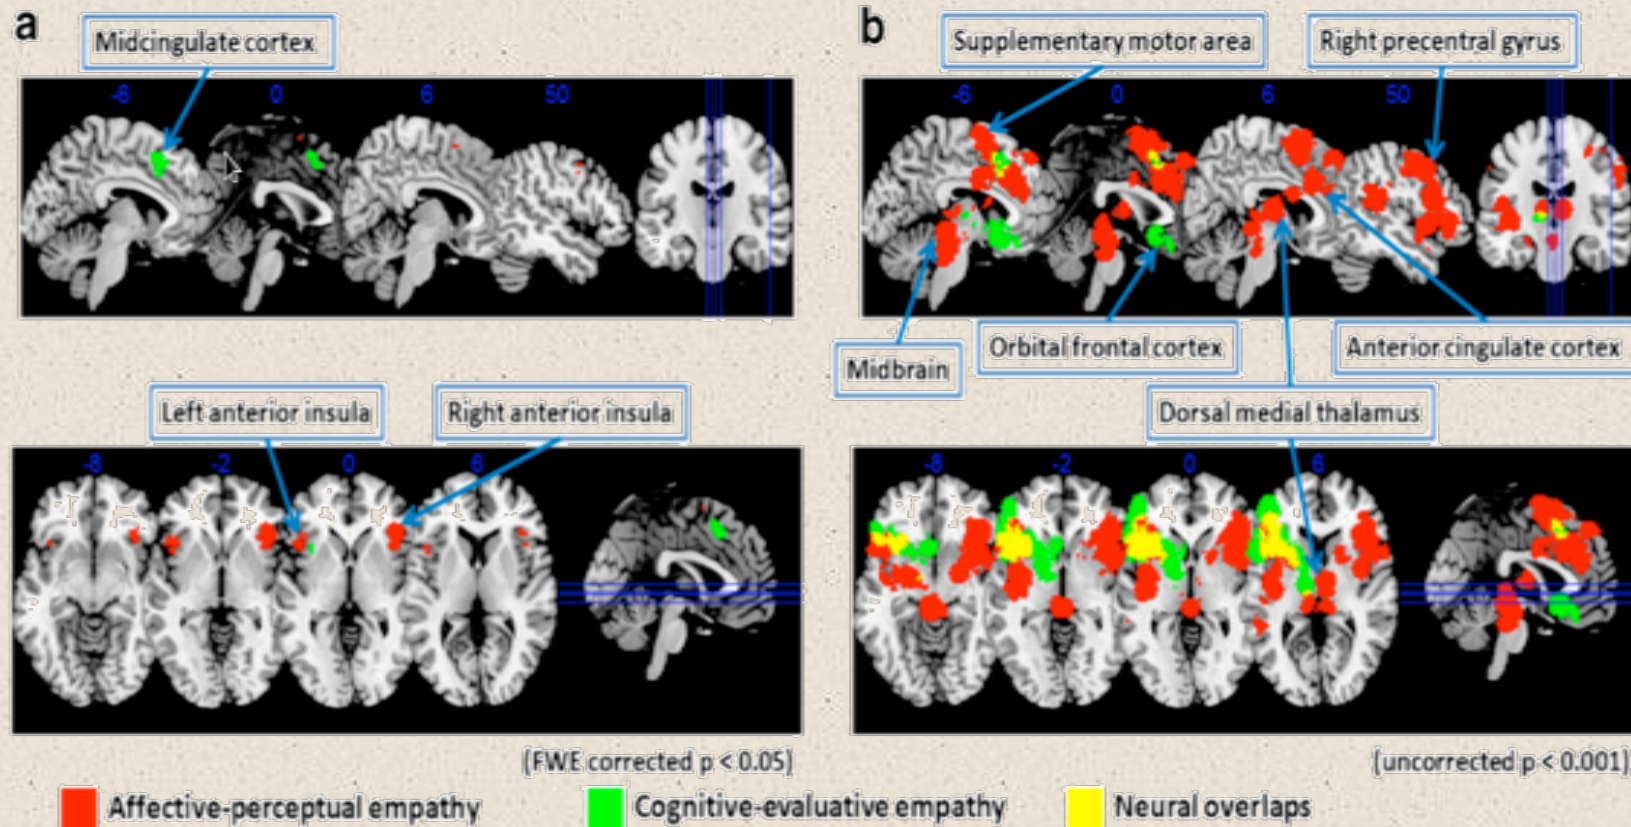 a
b
Midcingulate cortex
Supplementary motor area
Right precentral gyrus
-6 0 6 50
-6 0 6 50
Midbrain
Orbital frontal cortex
Anterior cingulate cortex
Left anterior insula
Right anterior insula
Dorsal medial thalamus
-8 -2 0 6
-8 -2 0 6
(FWE corrected p < 0.05)
(uncorrected p < 0.001)
Affective-perceptual empathy
Cognitive-evaluative empathy
Neural overlaps